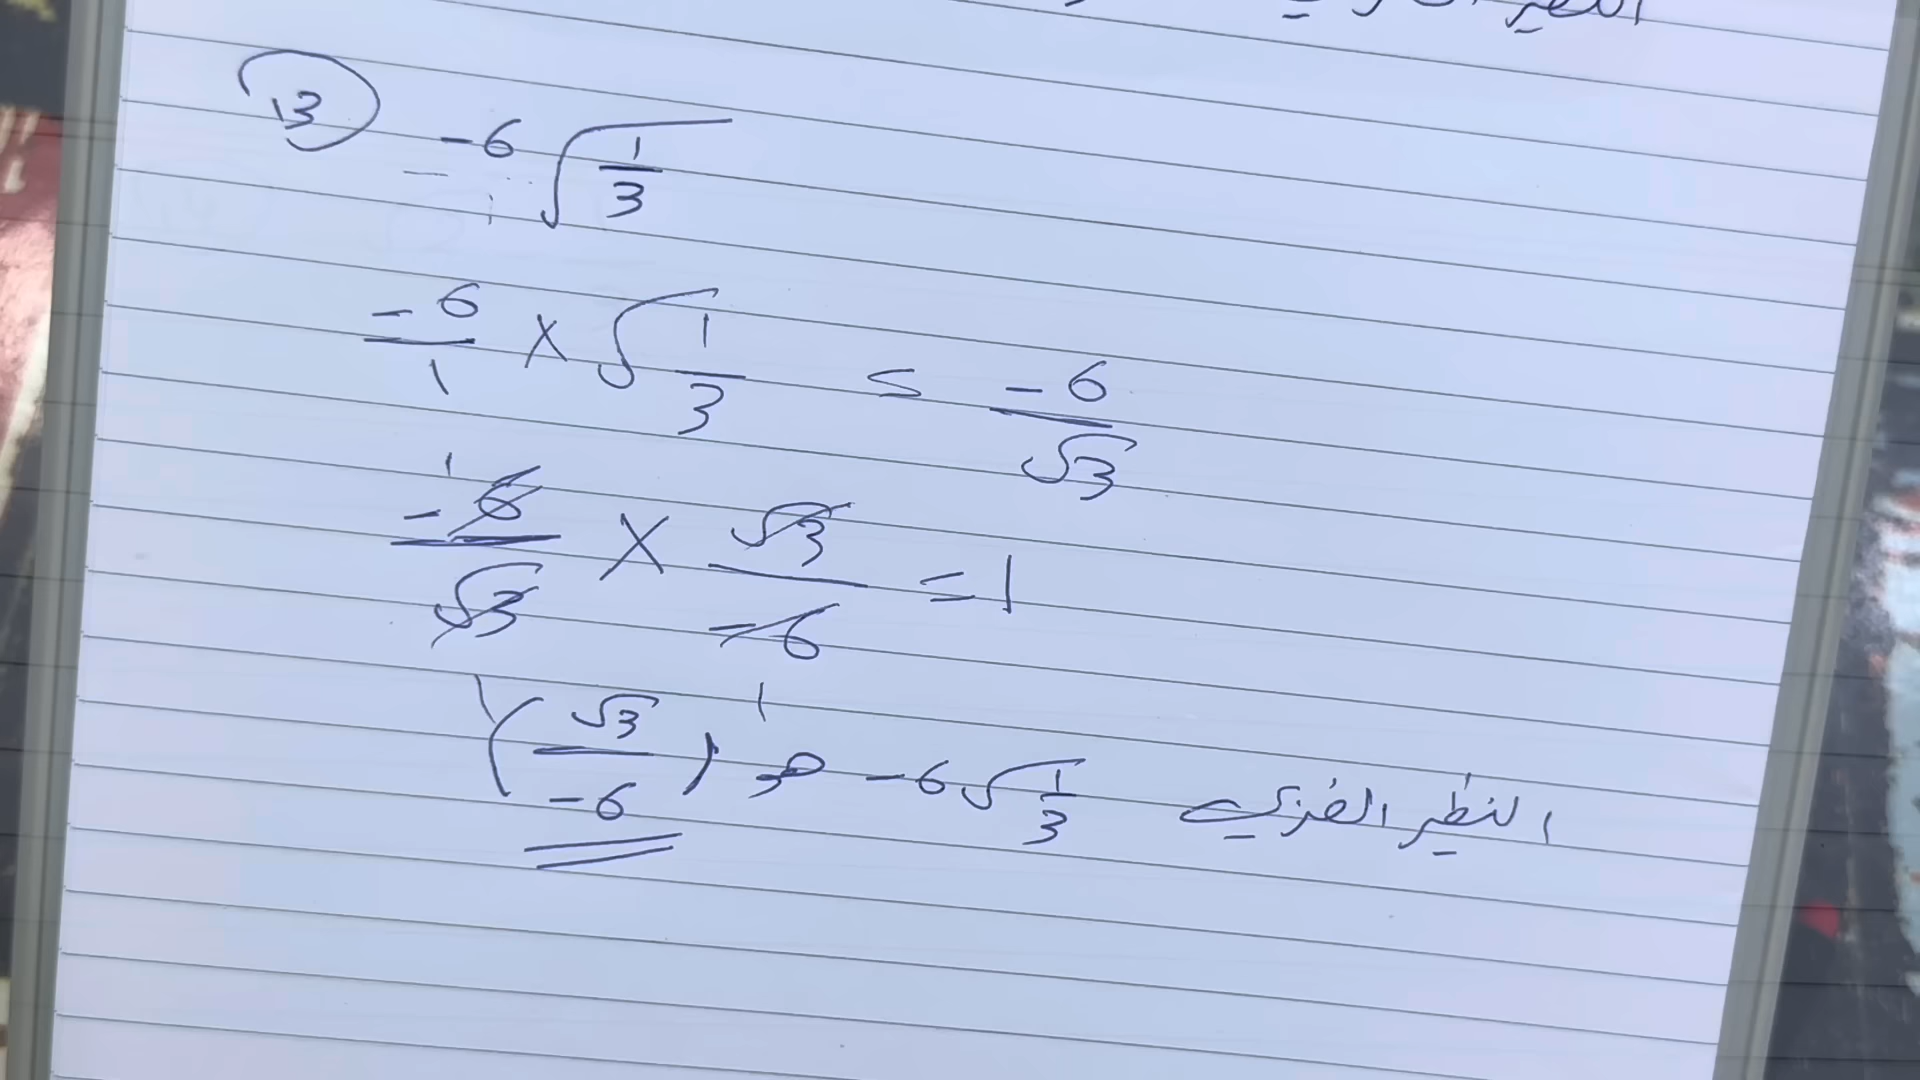 13 -6 √(1/3)
-6/1 × √(1/3) = -6/√3
-6/√3 × √3/-6 = 1
النظير الضربي -6√(1/3) هو (√3/-6)